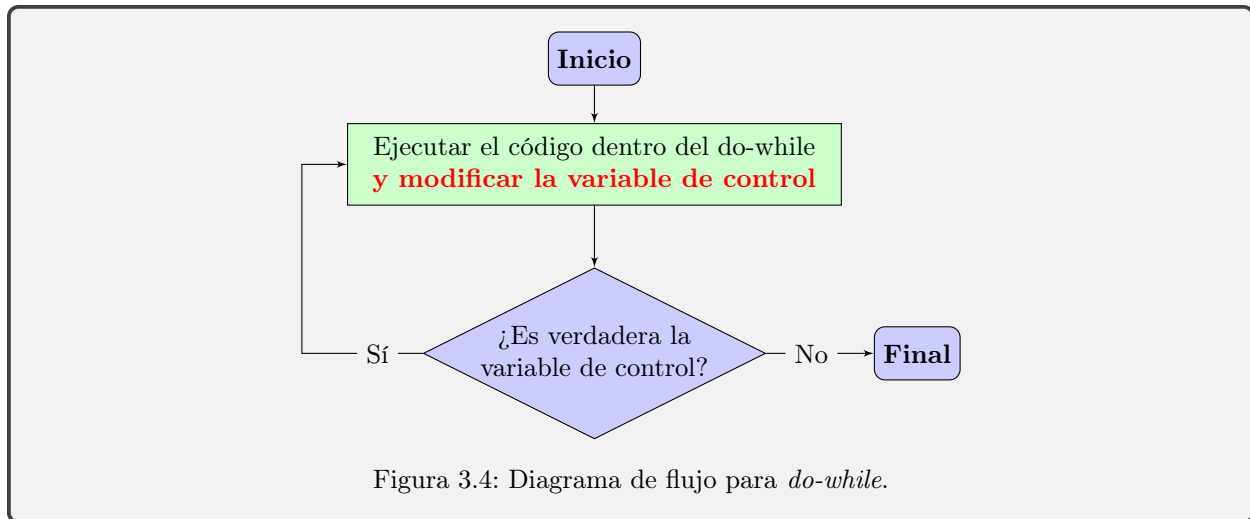 Inicio
Ejecutar el código dentro del do-while
y modificar la variable de control
¿Es verdadera la
variable de control?
Sí
No
Final
Figura 3.4: Diagrama de flujo para do-while.